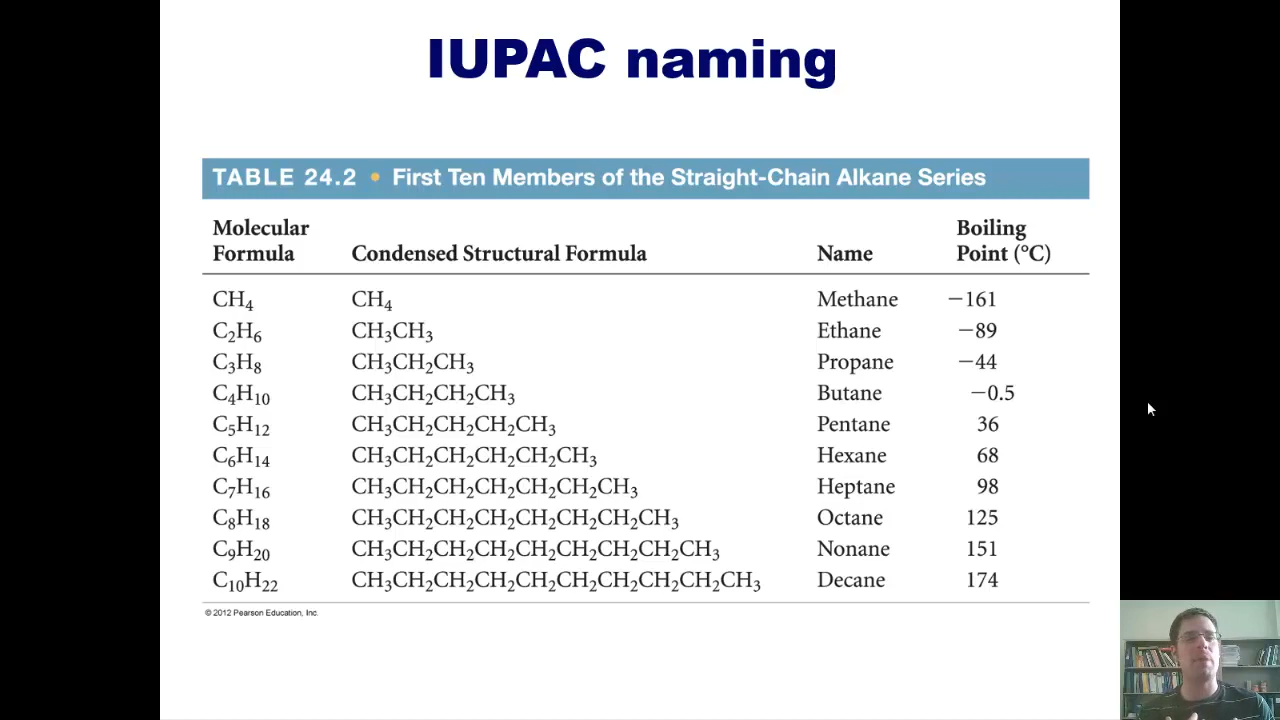 IUPAC naming
TABLE 24.2 • First Ten Members of the Straight-Chain Alkane Series
Molecular Formula Condensed Structural Formula Name Boiling Point (°C)
CH₄ CH₄ Methane −161
C₂H₆ CH₃CH₃ Ethane −89
C₃H₈ CH₃CH₂CH₃ Propane −44
C₄H₁₀ CH₃CH₂CH₂CH₃ Butane −0.5
C₅H₁₂ CH₃CH₂CH₂CH₂CH₃ Pentane 36
C₆H₁₄ CH₃CH₂CH₂CH₂CH₂CH₃ Hexane 68
C₇H₁₆ CH₃CH₂CH₂CH₂CH₂CH₂CH₃ Heptane 98
C₈H₁₈ CH₃CH₂CH₂CH₂CH₂CH₂CH₂CH₃ Octane 125
C₉H₂₀ CH₃CH₂CH₂CH₂CH₂CH₂CH₂CH₂CH₃ Nonane 151
C₁₀H₂₂ CH₃CH₂CH₂CH₂CH₂CH₂CH₂CH₂CH₂CH₃ Decane 174
© 2012 Pearson Education, Inc.